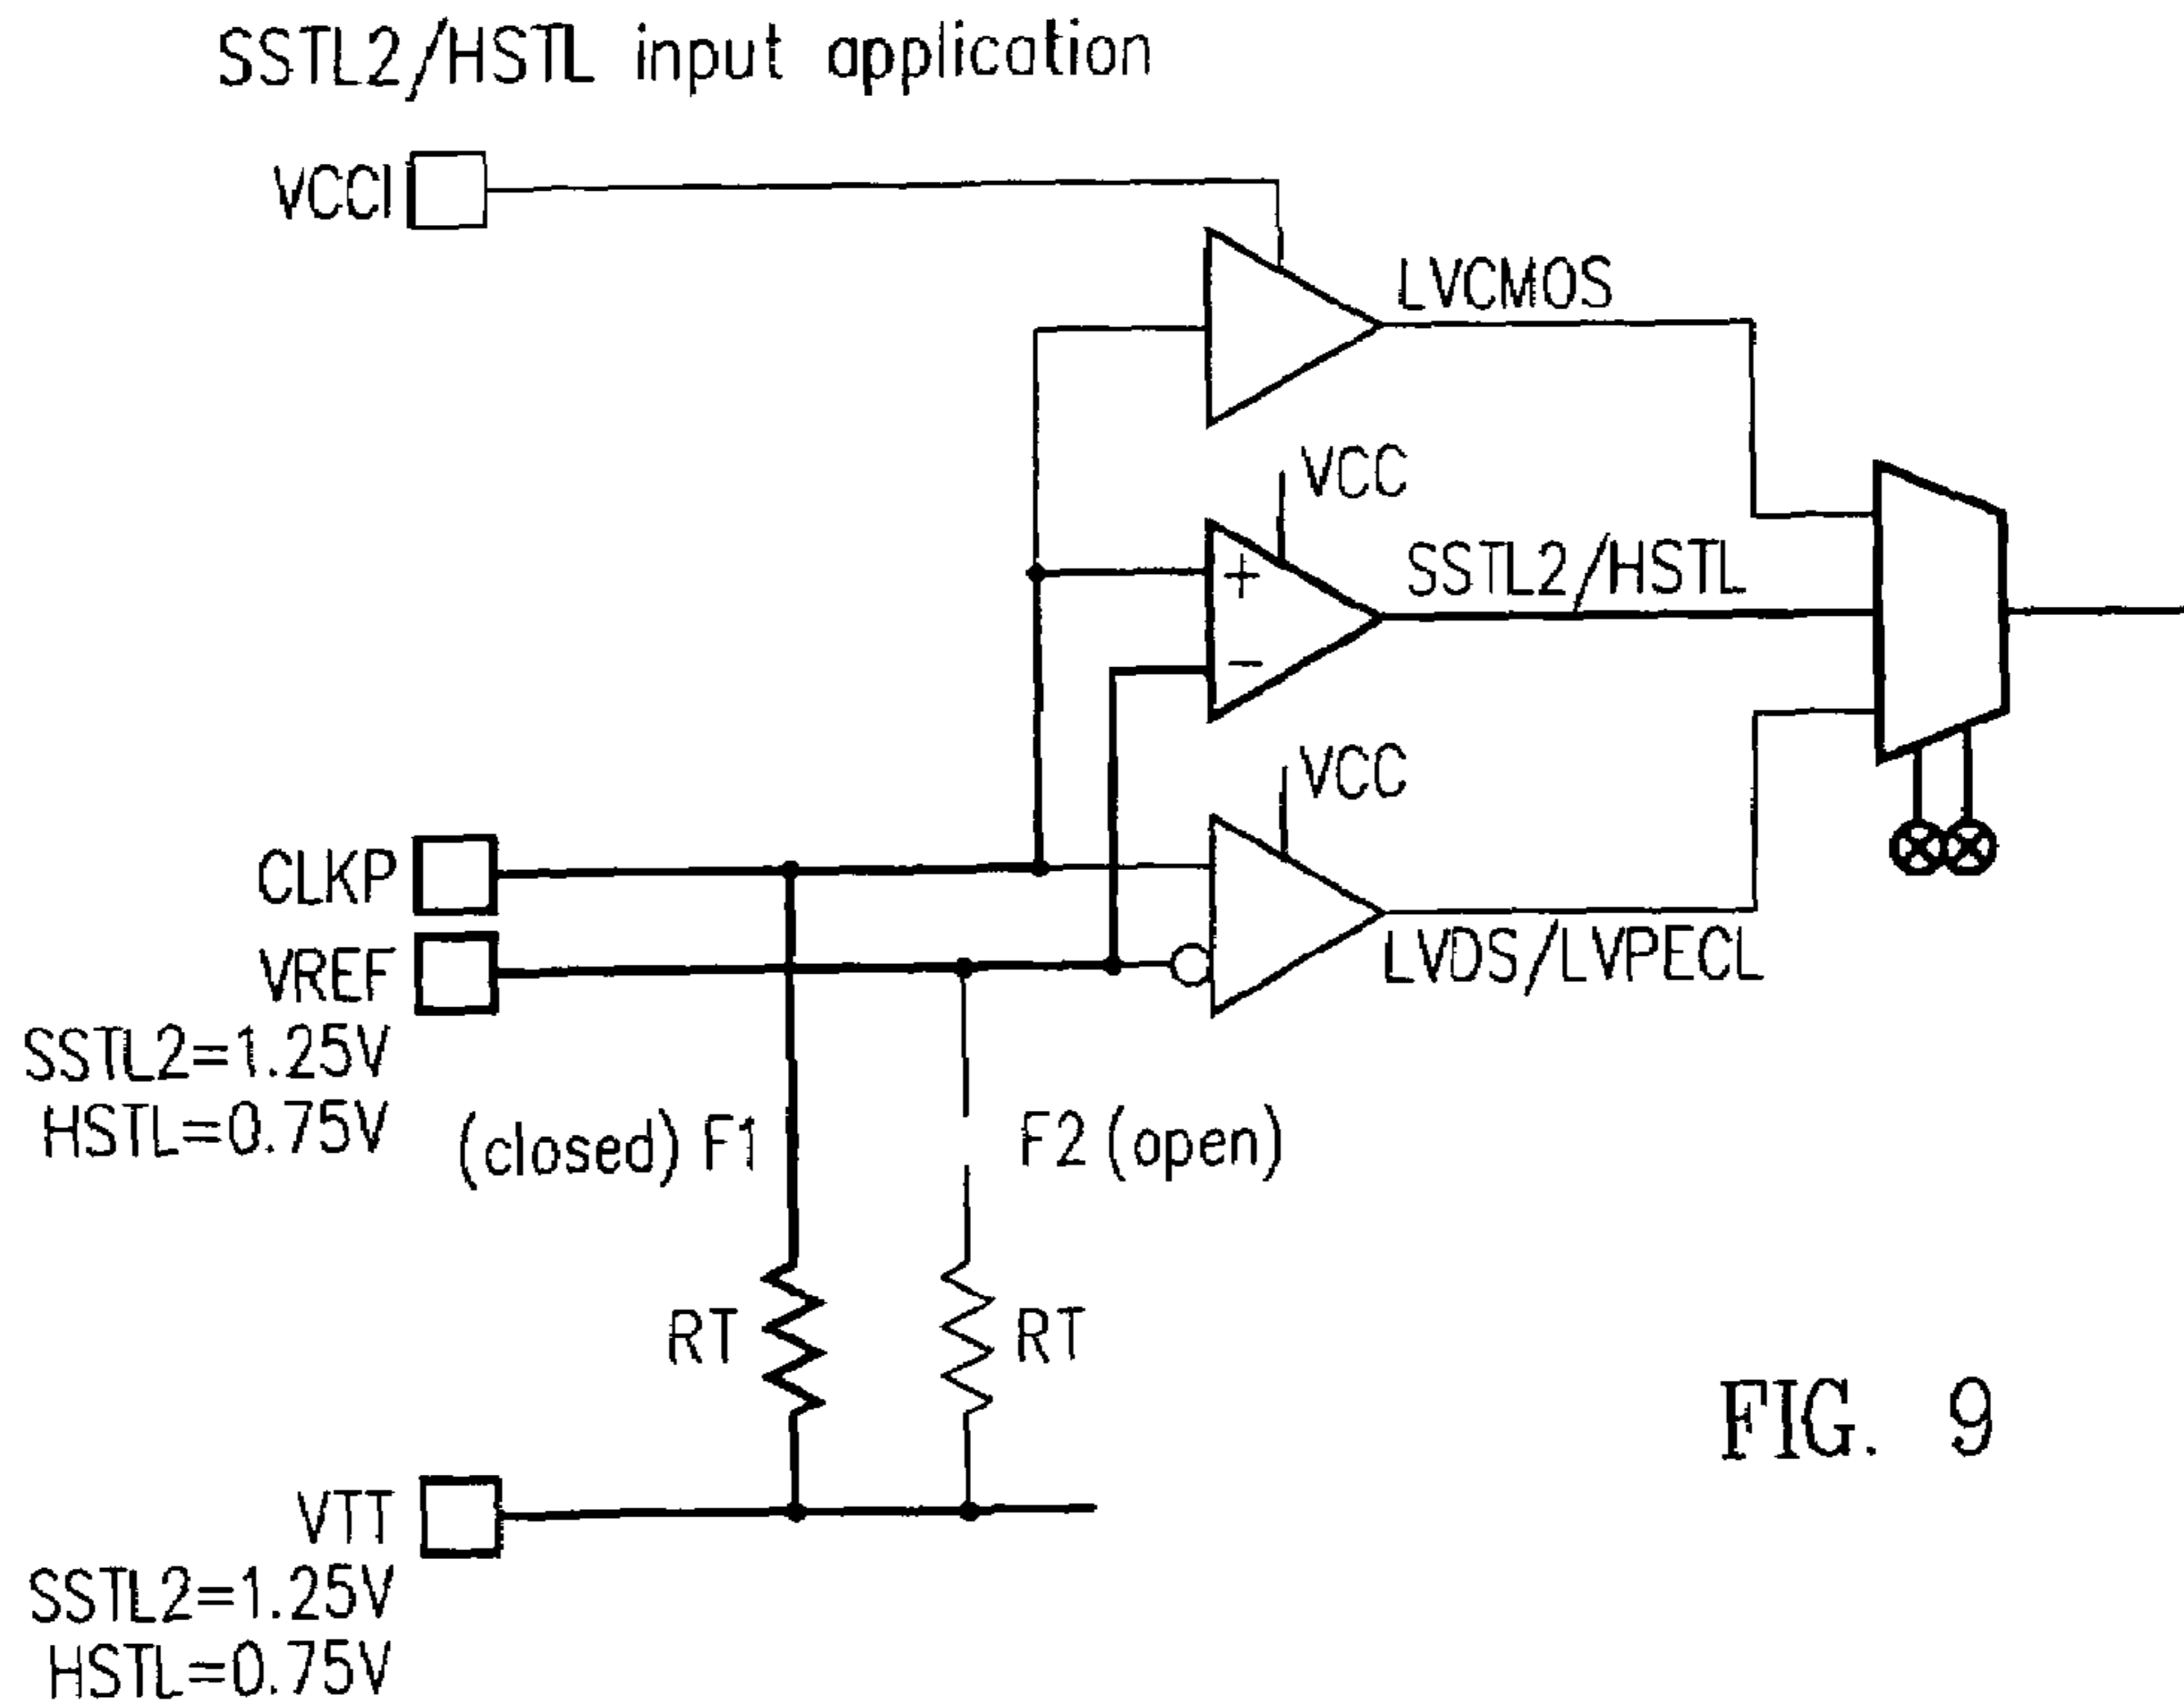 SSTL2/HSTL input application
VCCI
LVCMOS
VCC
+
SSTL2/HSTL
−
VCC
CLKP
VREF
LVDS/LVPECL
SSTL2=1.25V
HSTL=0.75V
(closed) F1
F2 (open)
RT
RT
FIG. 9
VTT
SSTL2=1.25V
HSTL=0.75V